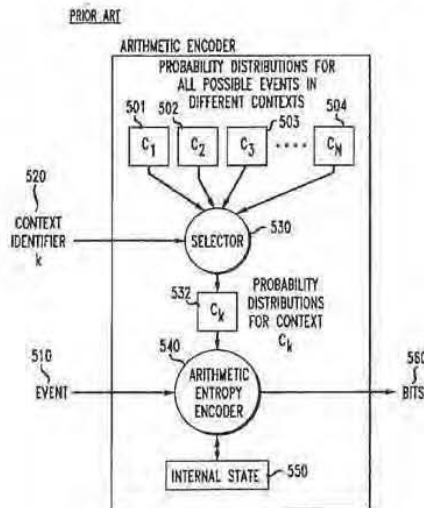 PRIOR ART
ARITHMETIC ENCODER
PROBABILITY DISTRIBUTIONS FOR
ALL POSSIBLE EVENTS IN
DIFFERENT CONTEXTS
501
502
503
504
C1
C2
C3
....
CN
520
CONTEXT
IDENTIFIER
k
SELECTOR
530
532
Ck
PROBABILITY
DISTRIBUTIONS
FOR CONTEXT
Ck
510
EVENT
540
ARITHMETIC
ENTROPY
ENCODER
560
BITS
INTERNAL STATE
550